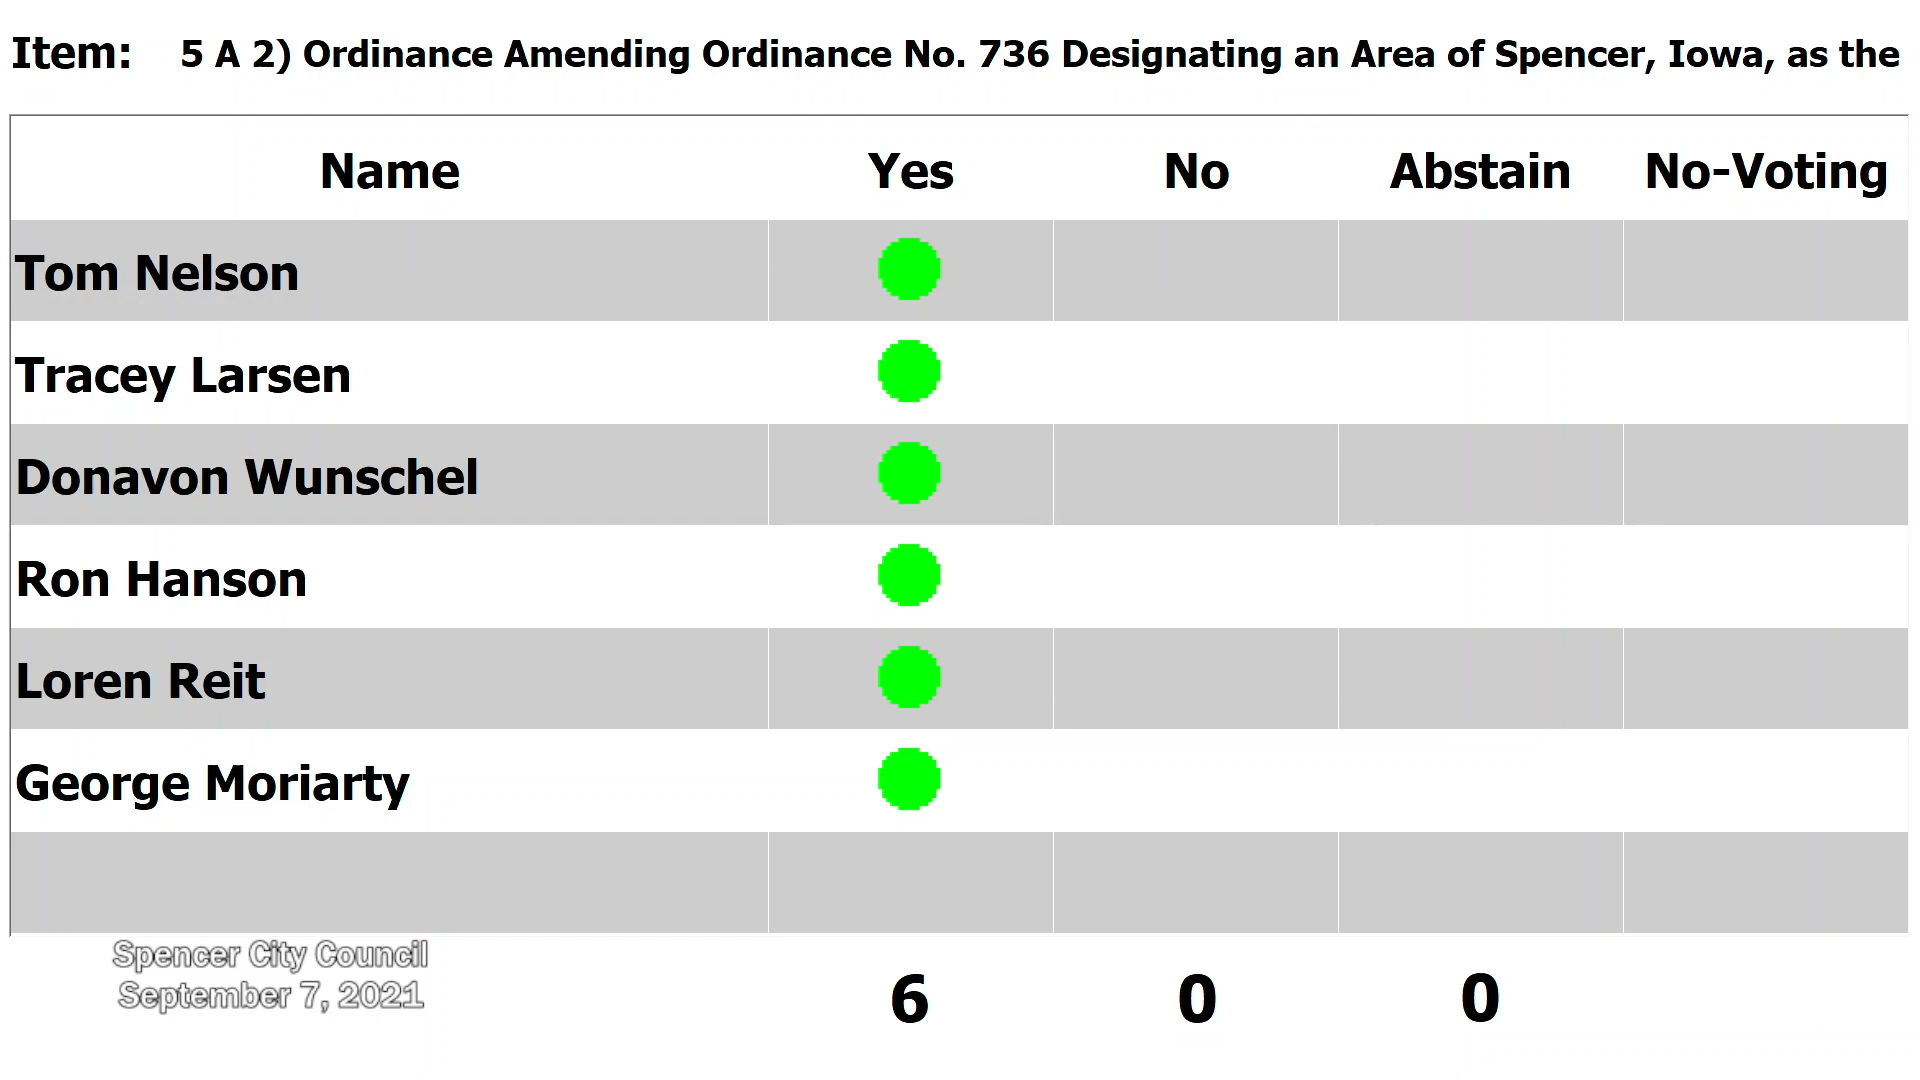 Item: 5 A 2) Ordinance Amending Ordinance No. 736 Designating an Area of Spencer, Iowa, as the
Name Yes No Abstain No-Voting
Tom Nelson
Tracey Larsen
Donavon Wunschel
Ron Hanson
Loren Reit
George Moriarty
Spencer City Council
September 7, 2021
6 0 0